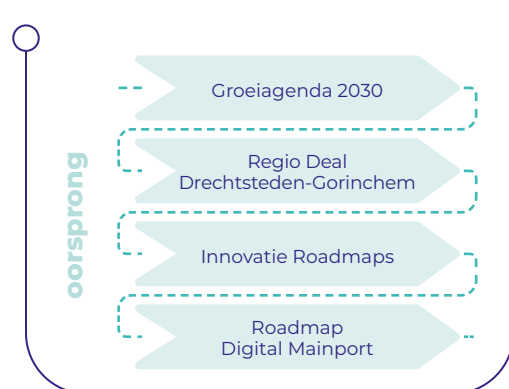 oorsprong
Groeiagenda 2030
Regio Deal
Drechtsteden-Gorinchem
Innovatie Roadmaps
Roadmap
Digital Mainport